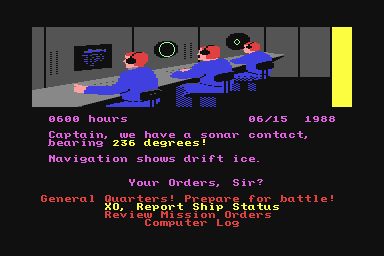 0600 hours 06/15 1988
Captain, we have a sonar contact,
bearing 236 degrees!
Navigation shows drift ice.
Your Orders, Sir?
General Quarters! Prepare for battle!
XO, Report Ship Status
Review Mission Orders
Computer Log